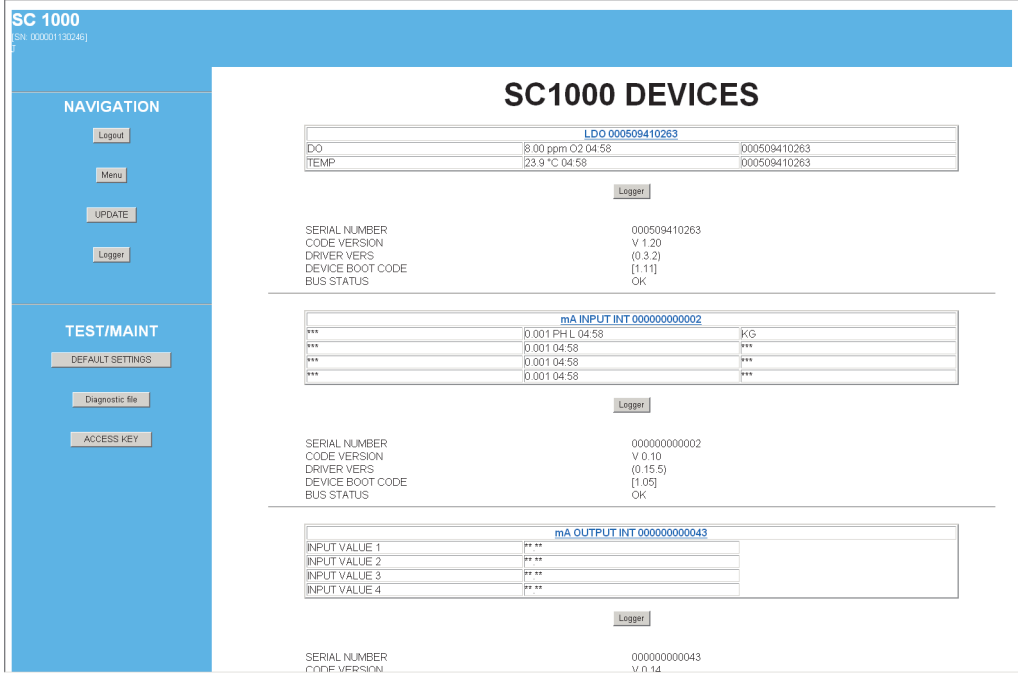 SC 1000
[SN: 000001130246]
NAVIGATION
Logout
Menu
UPDATE
Logger
TEST/MAINT
DEFAULT SETTINGS
Diagnostic file
ACCESS KEY
SC1000 DEVICES
LDO 000509410263
DO 8.00 ppm O2 04:58 000509410263
TEMP 23.9 °C 04:58 000509410263
Logger
SERIAL NUMBER 000509410263
CODE VERSION V 1.20
DRIVER VERS (0.3.2)
DEVICE BOOT CODE [1.11]
BUS STATUS OK
mA INPUT INT 000000000002
*** 0.001 PH L 04:58 KG
*** 0.001 04:58 ***
*** 0.001 04:58 ***
*** 0.001 04:58 ***
Logger
SERIAL NUMBER 000000000002
CODE VERSION V 0.10
DRIVER VERS (0.15.5)
DEVICE BOOT CODE [1.05]
BUS STATUS OK
mA OUTPUT INT 000000000043
INPUT VALUE 1 **.**
INPUT VALUE 2 **.**
INPUT VALUE 3 **.**
INPUT VALUE 4 **.**
Logger
SERIAL NUMBER 000000000043
CODE VERSION V 0.14